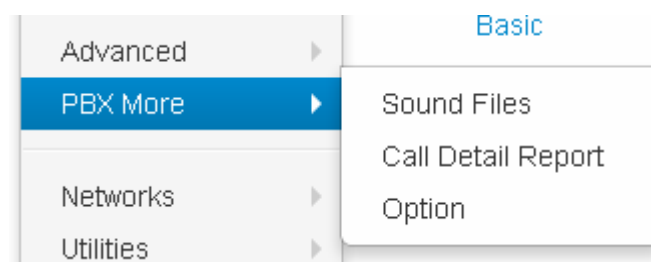 Basic
Advanced
PBX More
Sound Files
Call Detail Report
Option
Networks
Utilities